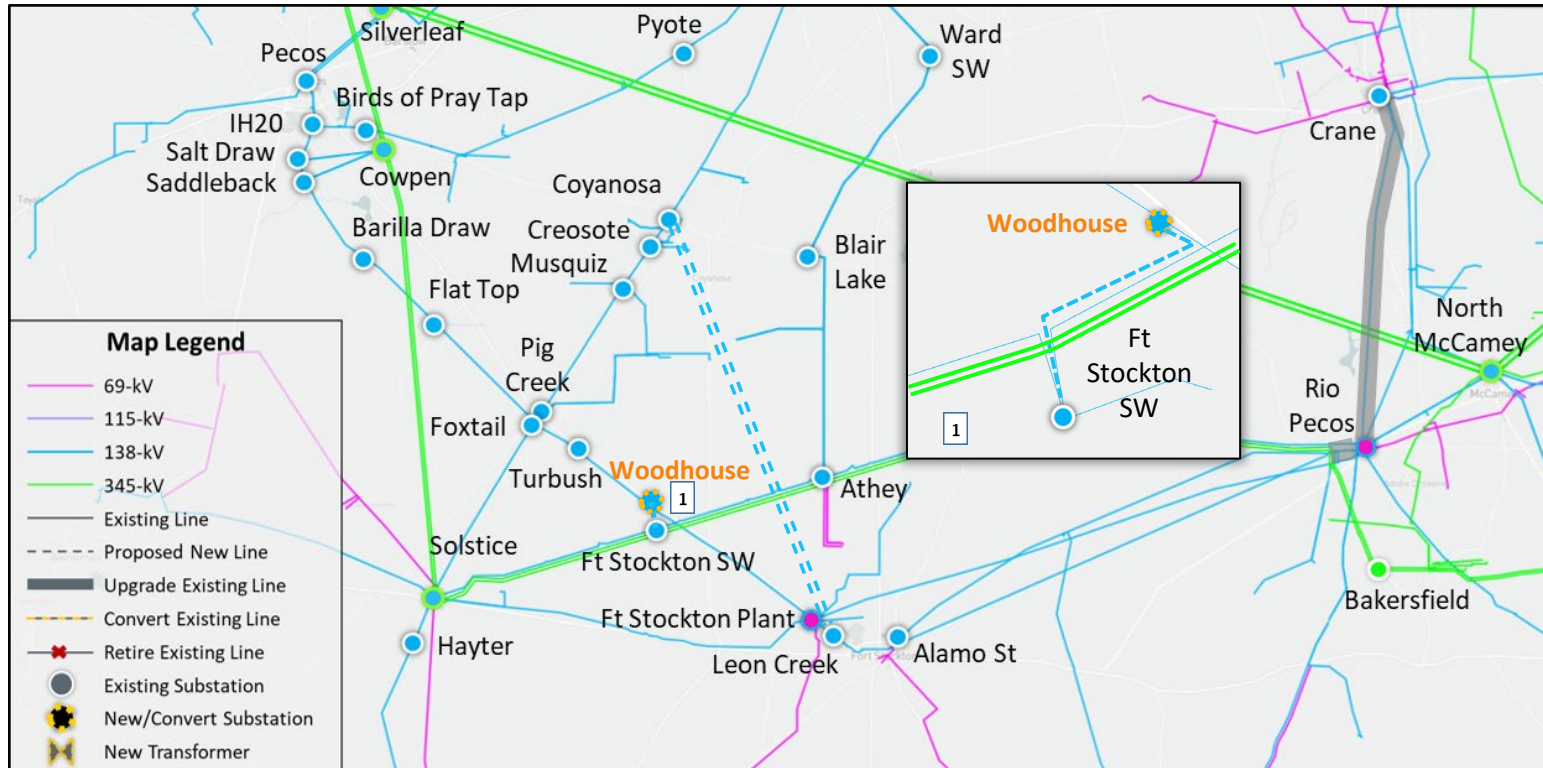 Silverleaf
Pecos
Pyote
Ward
SW
Birds of Pray Tap
IH20
Salt Draw
Saddleback
Cowpen
Crane
Coyanosa
Creosote
Musquiz
Barilla Draw
Blair
Lake
Flat Top
Woodhouse
Ft
Stockton
SW
1
North
McCamey
McCamey
Rio
Pecos
Pig
Creek
Foxtail
Turbush
Woodhouse
1
Athey
Solstice
Ft Stockton SW
Ft Stockton Plant
Leon Creek
Alamo St
Hayter
Bakersfield
Coyanosa
Map Legend
69-kV
115-kV
138-kV
345-kV
Existing Line
Proposed New Line
Upgrade Existing Line
Convert Existing Line
Retire Existing Line
Existing Substation
New/Convert Substation
New Transformer